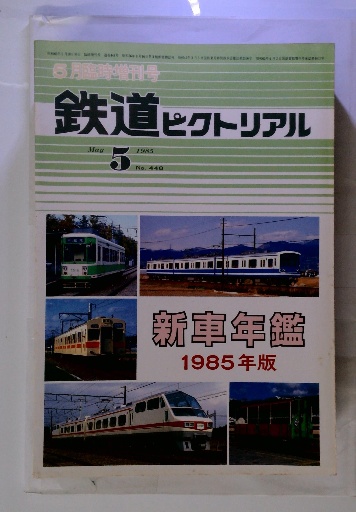 5月臨時増刊号
鉄道ピクトリアル
May 5 1985
No. 448
新車年鑑
1985年版